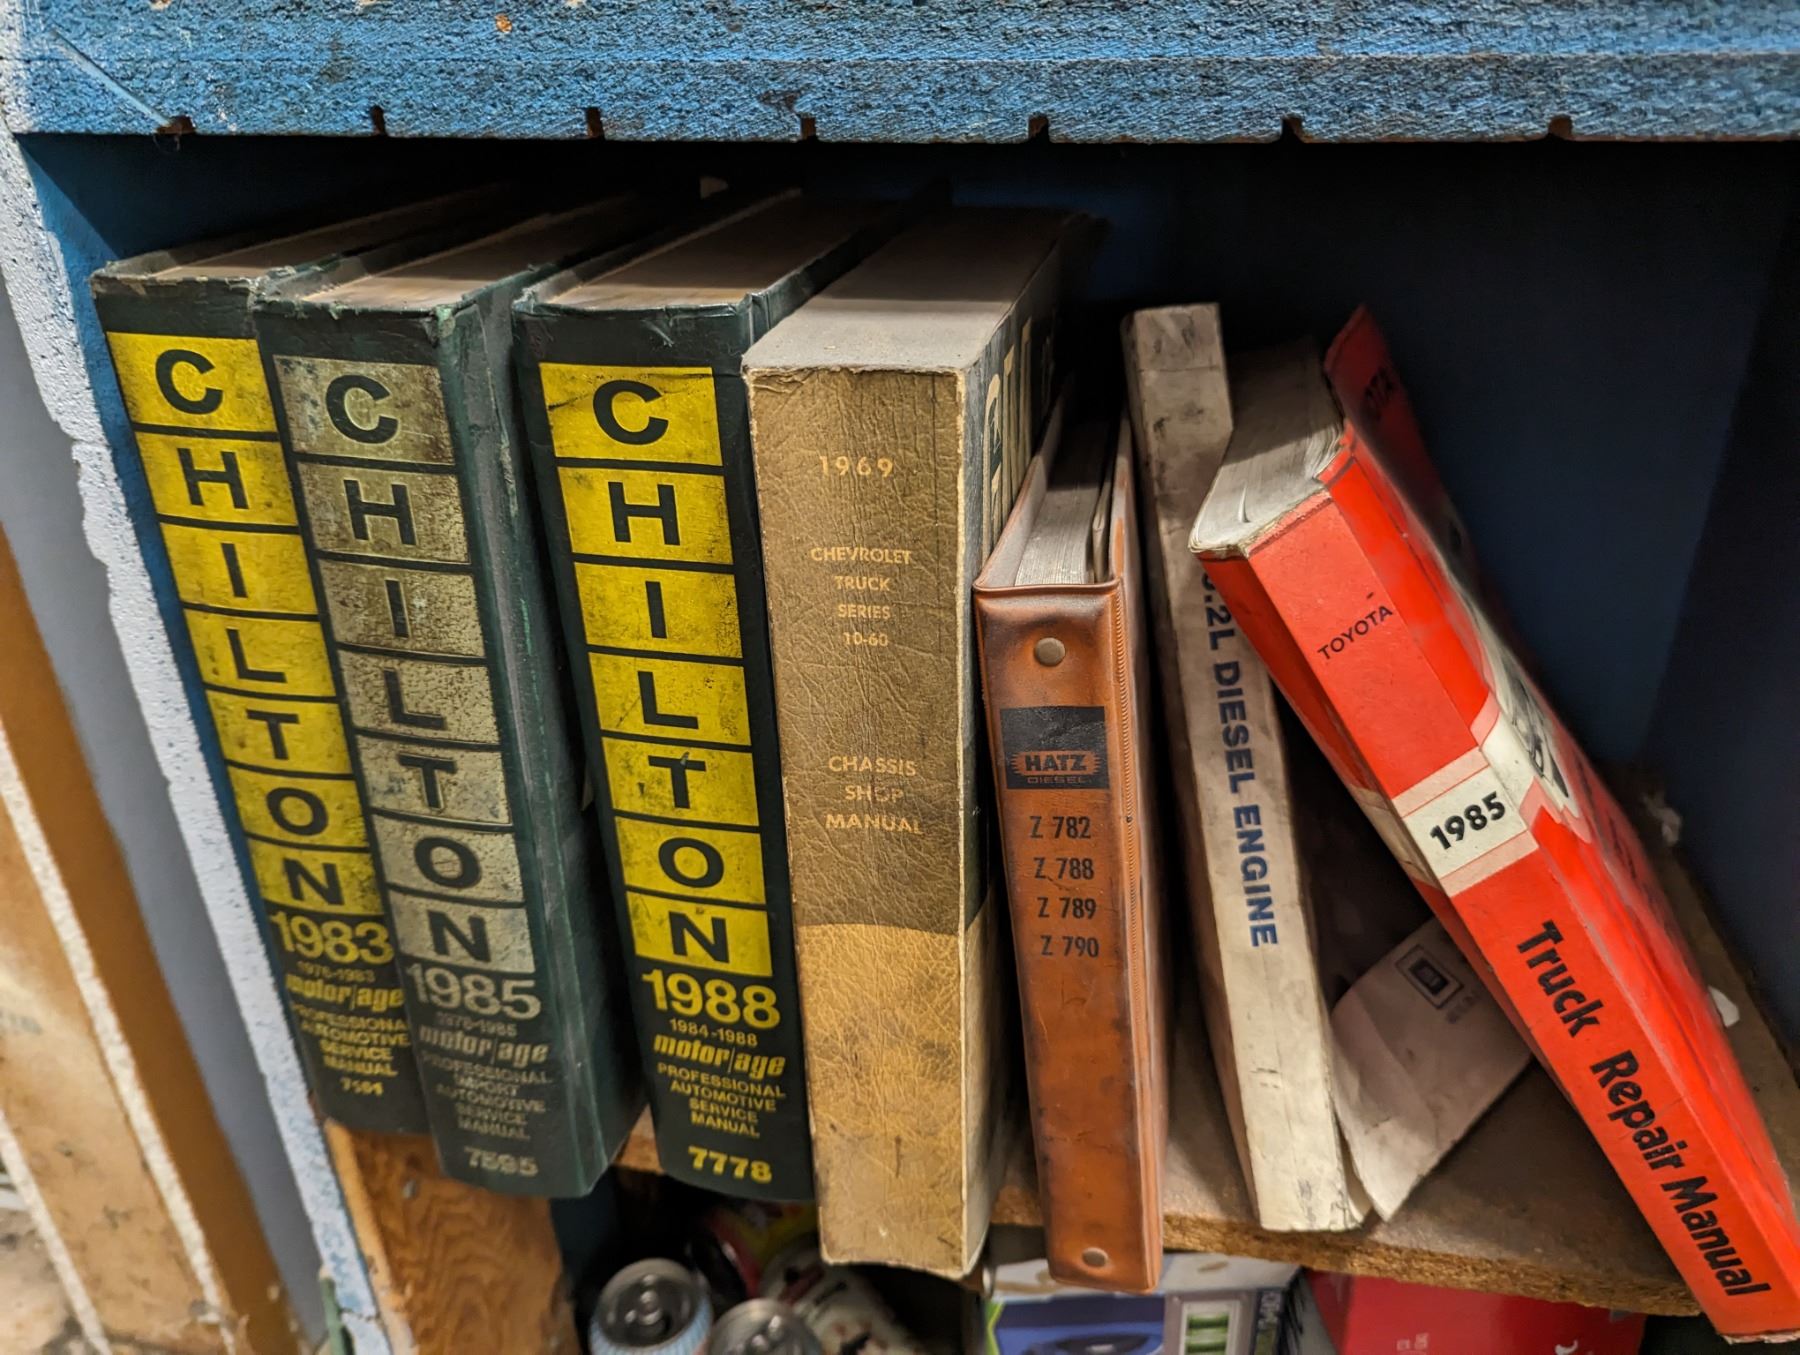 CHILTON
1983
1976-1983
motor/age
PROFESSIONAL
AUTOMOTIVE
SERVICE
MANUAL
CHILTON
1985
motor/age
PROFESSIONAL
IMPORT
AUTOMOTIVE
SERVICE
MANUAL
7595
CHILTON
1988
1984-1988
motor/age
PROFESSIONAL
AUTOMOTIVE
SERVICE
MANUAL
7778
1969
CHEVROLET
TRUCK
SERIES
10-60
CHASSIS
SHOP
MANUAL
HATZ
DIESEL
Z 782
Z 788
Z 789
Z 790
.2L DIESEL ENGINE
TOYOTA
1985
Truck Repair Manual